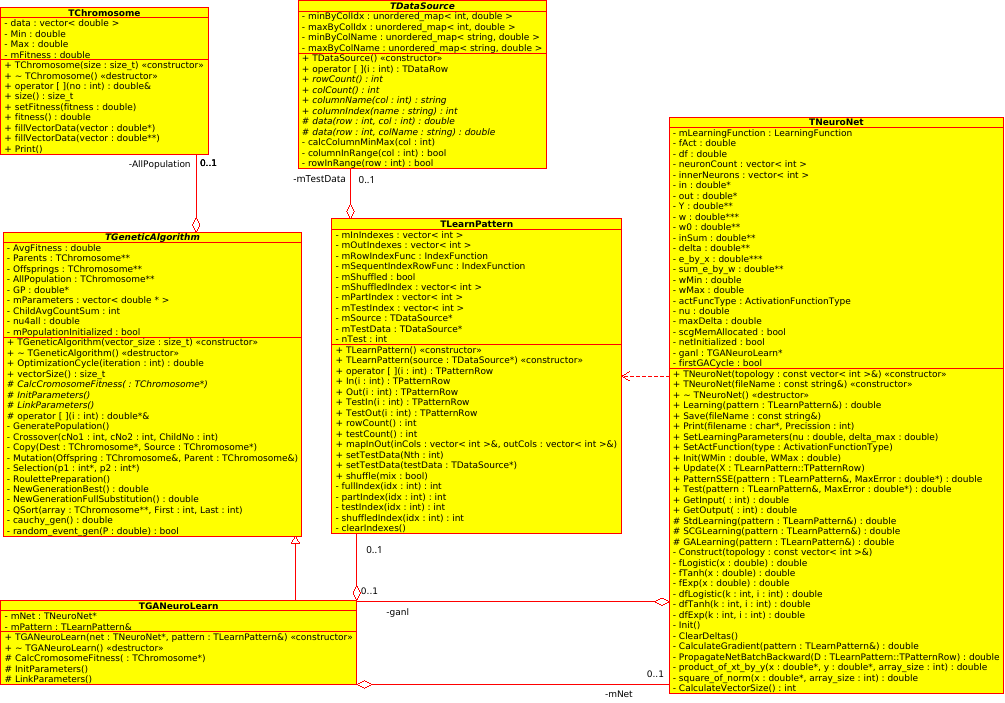 TChromosome
- data : vector< double >
- Min : double
- Max : double
- mFitness : double
+ TChromosome(size : size_t) «constructor»
+ ~ TChromosome() «destructor»
+ operator [ ](no : int) : double&
+ size() : size_t
+ setFitness(fitness : double)
+ fitness() : double
+ fillVectorData(vector : double*)
+ fillVectorData(vector : double**)
+ Print()
-AllPopulation
0..1
TDataSource
- minByColIdx : unordered_map< int, double >
- maxByColIdx : unordered_map< int, double >
- minByColName : unordered_map< string, double >
- maxByColName : unordered_map< string, double >
+ TDataSource() «constructor»
+ operator [ ](i : int) : TDataRow
+ rowCount() : int
+ colCount() : int
+ columnName(col : int) : string
+ columnIndex(name : string) : int
# data(row : int, col : int) : double
# data(row : int, colName : string) : double
- calcColumnMinMax(col : int)
- columnInRange(col : int) : bool
- rowInRange(row : int) : bool
-mTestData
0..1
TGeneticAlgorithm
- AvgFitness : double
- Parents : TChromosome**
- Offsprings : TChromosome**
- AllPopulation : TChromosome**
- GP : double*
- mParameters : vector< double * >
- ChildAvgCountSum : int
- nu4all : double
- mPopulationInitialized : bool
+ TGeneticAlgorithm(vector_size : size_t) «constructor»
+ ~ TGeneticAlgorithm() «destructor»
+ OptimizationCycle(iteration : int) : double
+ vectorSize() : size_t
# CalcCromosomeFitness( : TChromosome*)
# InitParameters()
# LinkParameters()
# operator [ ](i : int) : double*&
- GeneratePopulation()
- Crossover(cNo1 : int, cNo2 : int, ChildNo : int)
- Copy(Dest : TChromosome*, Source : TChromosome*)
- Mutation(Offspring : TChromosome&, Parent : TChromosome&)
- Selection(p1 : int*, p2 : int*)
- RoulettePreparation()
- NewGenerationBest() : double
- NewGenerationFullSubstitution() : double
- QSort(array : TChromosome**, First : int, Last : int)
- cauchy_gen() : double
- random_event_gen(P : double) : bool
TLearnPattern
- mInIndexes : vector< int >
- mOutIndexes : vector< int >
- mRowIndexFunc : IndexFunction
- mSequentIndexRowFunc : IndexFunction
- mShuffled : bool
- mShuffledIndex : vector< int >
- mPartIndex : vector< int >
- mTestIndex : vector< int >
- mSource : TDataSource*
- mTestData : TDataSource*
- nTest : int
+ TLearnPattern() «constructor»
+ TLearnPattern(source : TDataSource*) «constructor»
+ operator [ ](i : int) : TPatternRow
+ In(i : int) : TPatternRow
+ Out(i : int) : TPatternRow
+ TestIn(i : int) : TPatternRow
+ TestOut(i : int) : TPatternRow
+ rowCount() : int
+ testCount() : int
+ mapInOut(inCols : vector< int >&, outCols : vector< int >&)
+ setTestData(Nth : int)
+ setTestData(testData : TDataSource*)
+ shuffle(mix : bool)
- fullIndex(idx : int) : int
- partIndex(idx : int) : int
- testIndex(idx : int) : int
- shuffledIndex(idx : int) : int
- clearIndexes()
0..1
0..1
TNeuroNet
- mLearningFunction : LearningFunction
- fAct : double
- df : double
- neuronCount : vector< int >
- innerNeurons : vector< int >
- in : double*
- out : double*
- Y : double**
- w : double***
- w0 : double**
- inSum : double**
- delta : double**
- e_by_x : double***
- sum_e_by_w : double**
- wMin : double
- wMax : double
- actFuncType : ActivationFunctionType
- nu : double
- maxDelta : double
- scgMemAllocated : bool
- netInitialized : bool
- ganl : TGANeuroLearn*
- firstGACycle : bool
+ TNeuroNet(topology : const vector< int >&) «constructor»
+ TNeuroNet(fileName : const string&) «constructor»
+ ~ TNeuroNet() «destructor»
+ Learning(pattern : TLearnPattern&) : double
+ Save(fileName : const string&)
+ Print(filename : char*, Precission : int)
+ SetLearningParameters(nu : double, delta_max : double)
+ SetActFunction(type : ActivationFunctionType)
+ Init(WMin : double, WMax : double)
+ Update(X : TLearnPattern::TPatternRow)
+ PatternSSE(pattern : TLearnPattern&, MaxError : double*) : double
+ Test(pattern : TLearnPattern&, MaxError : double*) : double
+ GetInput( : int) : double
+ GetOutput( : int) : double
# StdLearning(pattern : TLearnPattern&) : double
# SCGLearning(pattern : TLearnPattern&) : double
# GALearning(pattern : TLearnPattern&) : double
- Construct(topology : const vector< int >&)
- fLogistic(x : double) : double
- fTanh(x : double) : double
- fExp(x : double) : double
- dfLogistic(k : int, i : int) : double
- dfTanh(k : int, i : int) : double
- dfExp(k : int, i : int) : double
- Init()
- ClearDeltas()
- CalculateGradient(pattern : TLearnPattern&) : double
- PropagateNetBatchBackward(D : TLearnPattern::TPatternRow) : double
- product_of_xt_by_y(x : double*, y : double*, array_size : int) : double
- square_of_norm(x : double*, array_size : int) : double
- CalculateVectorSize() : int
TGANeuroLearn
- mNet : TNeuroNet*
- mPattern : TLearnPattern&
+ TGANeuroLearn(net : TNeuroNet*, pattern : TLearnPattern&) «constructor»
+ ~ TGANeuroLearn() «destructor»
# CalcCromosomeFitness( : TChromosome*)
# InitParameters()
# LinkParameters()
-ganl
0..1
-mNet